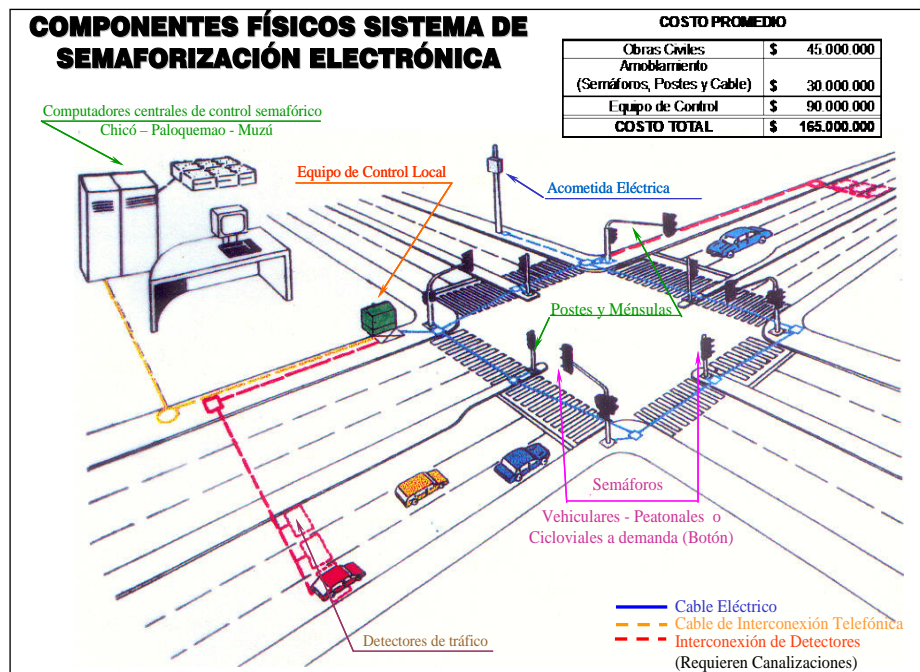 COMPONENTES FÍSICOS SISTEMA DE
SEMAFORIZACIÓN ELECTRÓNICA
COSTO PROMEDIO
Obras Civiles $ 45.000.000
Amoblamiento
(Semáforos, Postes y Cable) $ 30.000.000
Equipo de Control $ 90.000.000
COSTO TOTAL $ 165.000.000
Computadores centrales de control semafórico
Chicó – Paloquemao - Muzú
Equipo de Control Local
Acometida Eléctrica
Postes y Ménsulas
Semáforos
Vehiculares - Peatonales o
Cicloviales a demanda (Botón)
Detectores de tráfico
Cable Eléctrico
Cable de Interconexión Telefónica
Interconexión de Detectores
(Requieren Canalizaciones)